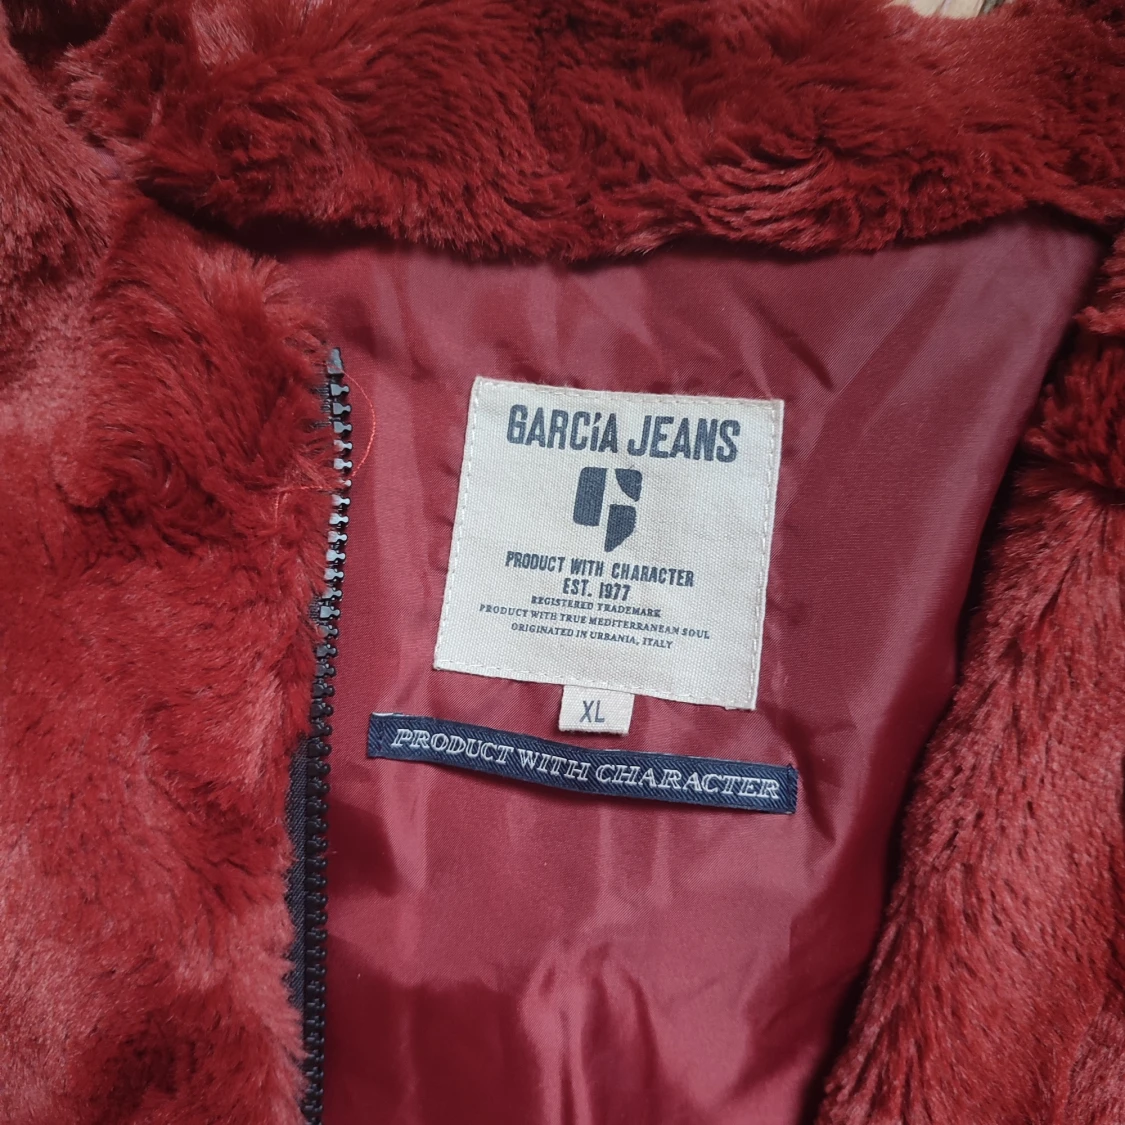 GARCíA JEANS
PRODUCT WITH CHARACTER
EST. 1977
REGISTERED TRADEMARK
PRODUCT WITH TRUE MEDITERRANEAN SOUL
ORIGINATED IN URBANIA, ITALY
XL
PRODUCT WITH CHARACTER